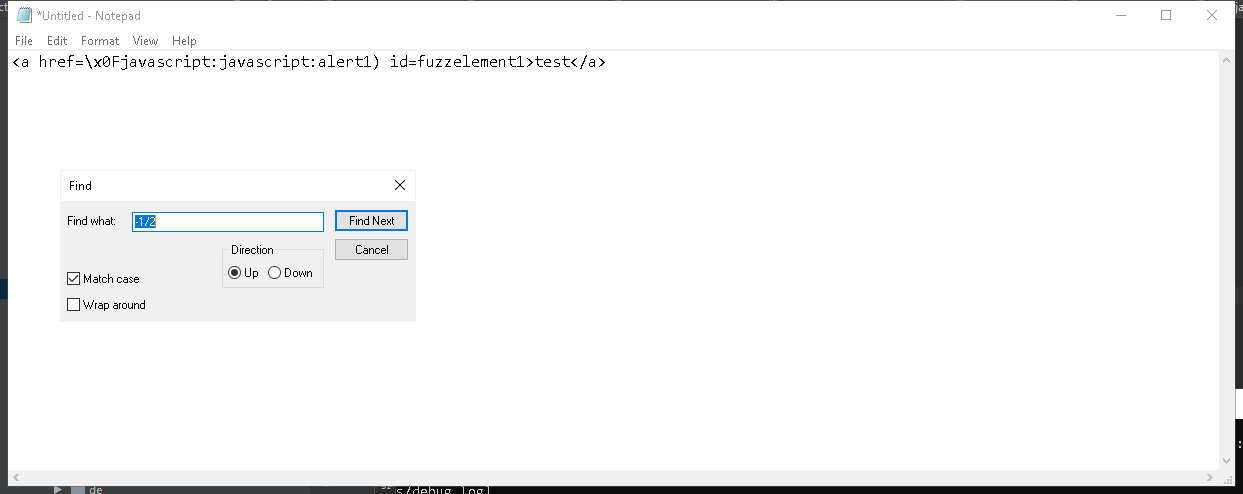 *Untitled - Notepad
File Edit Format View Help
<a href=\x0Fjavascript:javascript:alert1) id=fuzzelement1>test</a>
Find
Find what: -1/2 Find Next
Direction Cancel
Up Down
Match case
Wrap around
de
s/debug.log